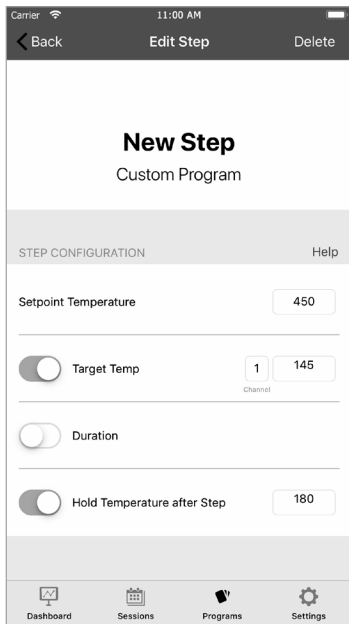 Carrier 11:00 AM
Back Edit Step Delete
New Step
Custom Program
STEP CONFIGURATION Help
Setpoint Temperature 450
Target Temp 1 145
Channel
Duration
Hold Temperature after Step 180
Dashboard Sessions Programs Settings